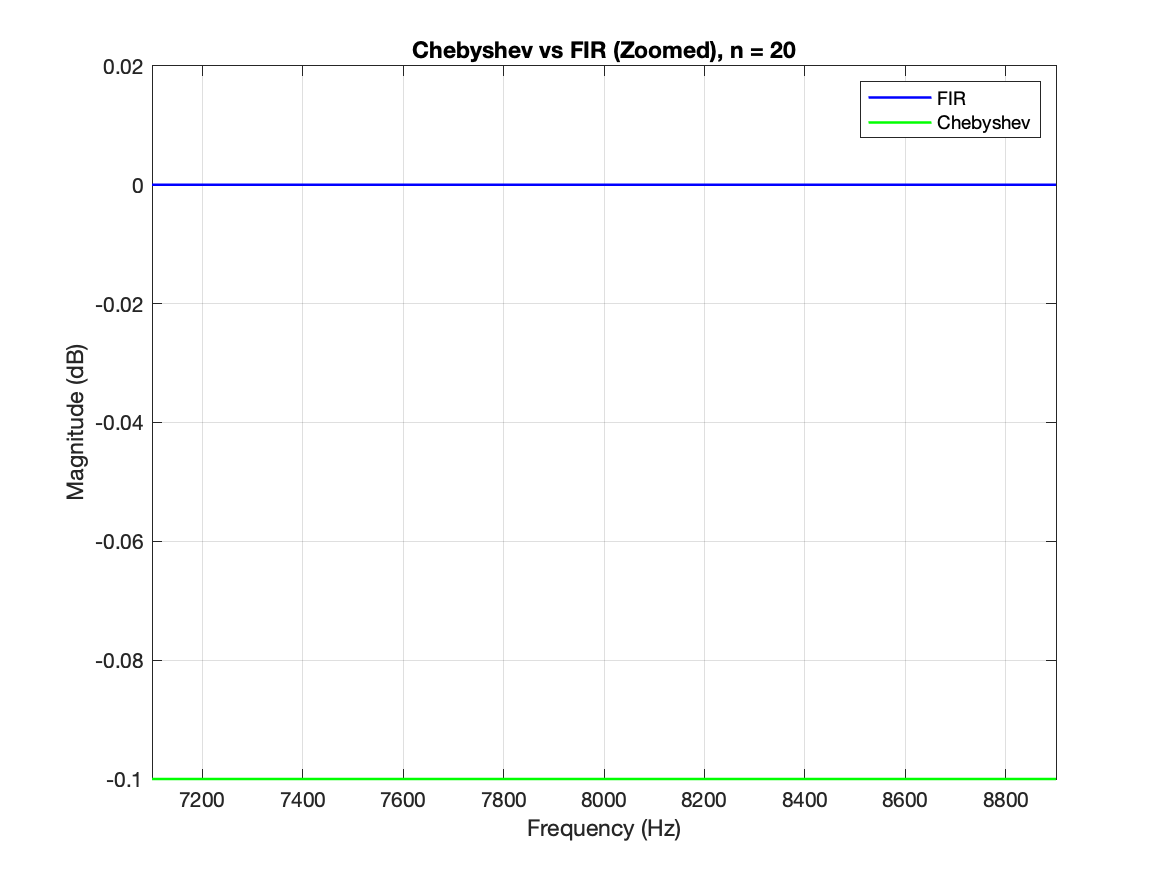 Chebyshev vs FIR (Zoomed), n = 20
0.02
0
-0.02
-0.04
-0.06
-0.08
-0.1
Magnitude (dB)
FIR
Chebyshev
7200 7400 7600 7800 8000 8200 8400 8600 8800
Frequency (Hz)